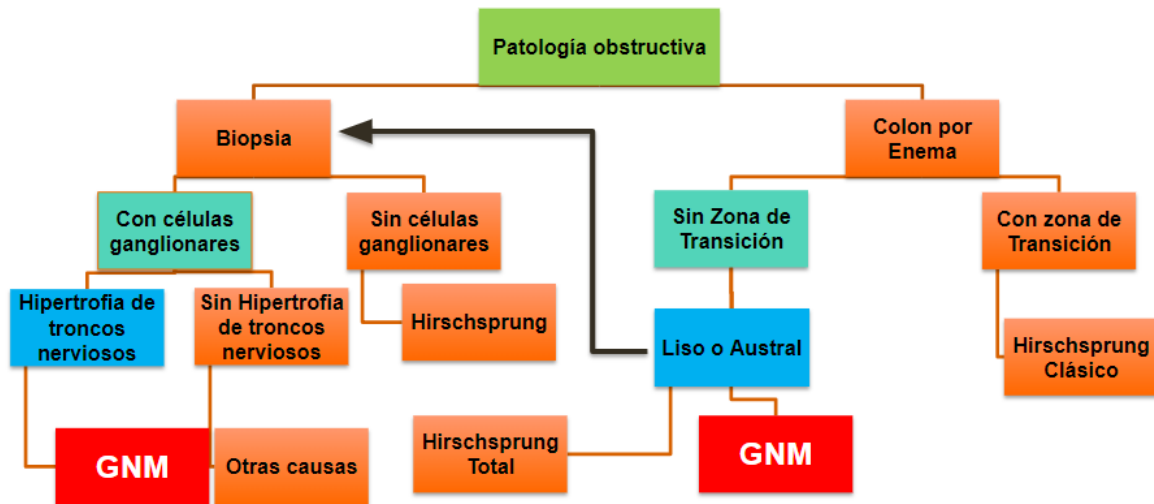 Patología obstructiva
Biopsia
Colon por
Enema
Con células
ganglionares
Sin células
ganglionares
Sin Zona de
Transición
Con zona de
Transición
Hipertrofia de
troncos
nerviosos
Sin Hipertrofia
de troncos
nerviosos
Hirschsprung
Liso o Austral
Hirschsprung
Clásico
GNM
Otras causas
Hirschsprung
Total
GNM